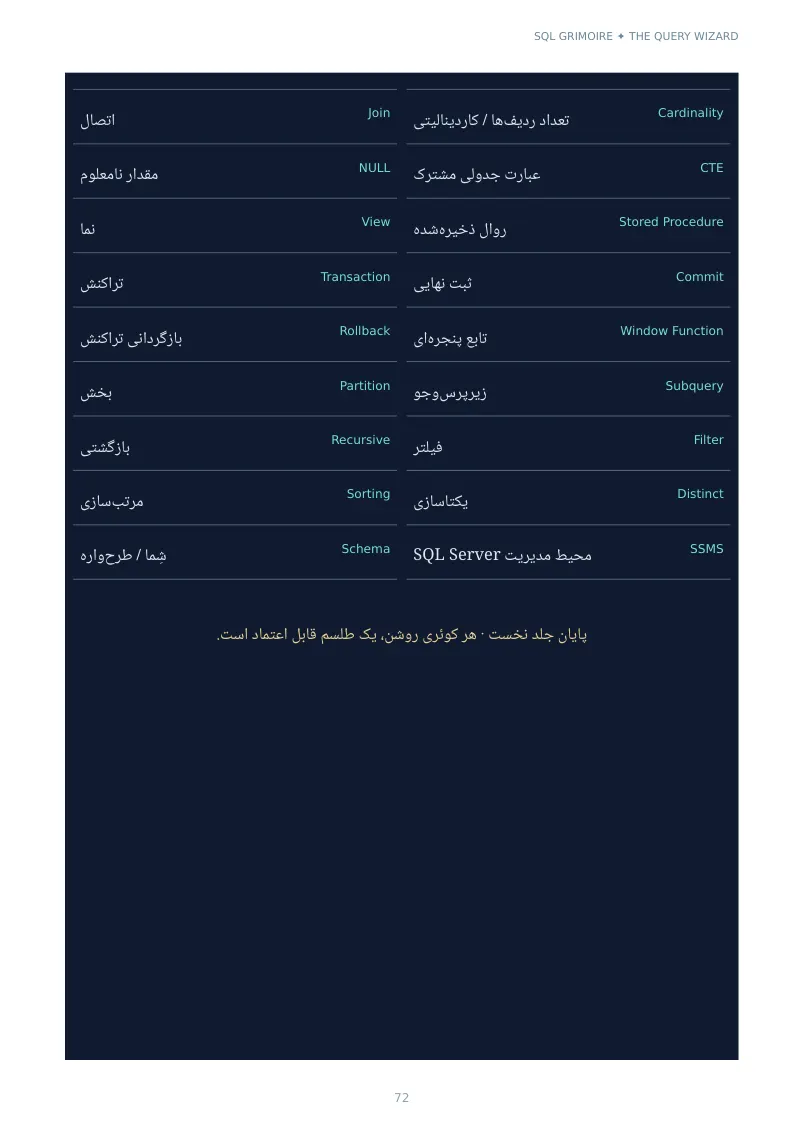 SQL GRIMOIRE ✦ THE QUERY WIZARD
Cardinality تعداد ردیف‌ها / کاردینالیتی
Join اتصال
CTE عبارت جدولی مشترک
NULL مقدار نامعلوم
Stored Procedure روال ذخیره‌شده
View نما
Commit ثبت نهایی
Transaction تراکنش
Window Function تابع پنجره‌ای
Rollback بازگردانی تراکنش
Subquery زیرپرس‌وجو
Partition بخش
Filter فیلتر
Recursive بازگشتی
Distinct یکتاسازی
Sorting مرتب‌سازی
SSMS محیط مدیریت SQL Server
Schema شِما / طرح‌واره
پایان جلد نخست · هر کوئری روشن، یک طلسم قابل اعتماد است.
72